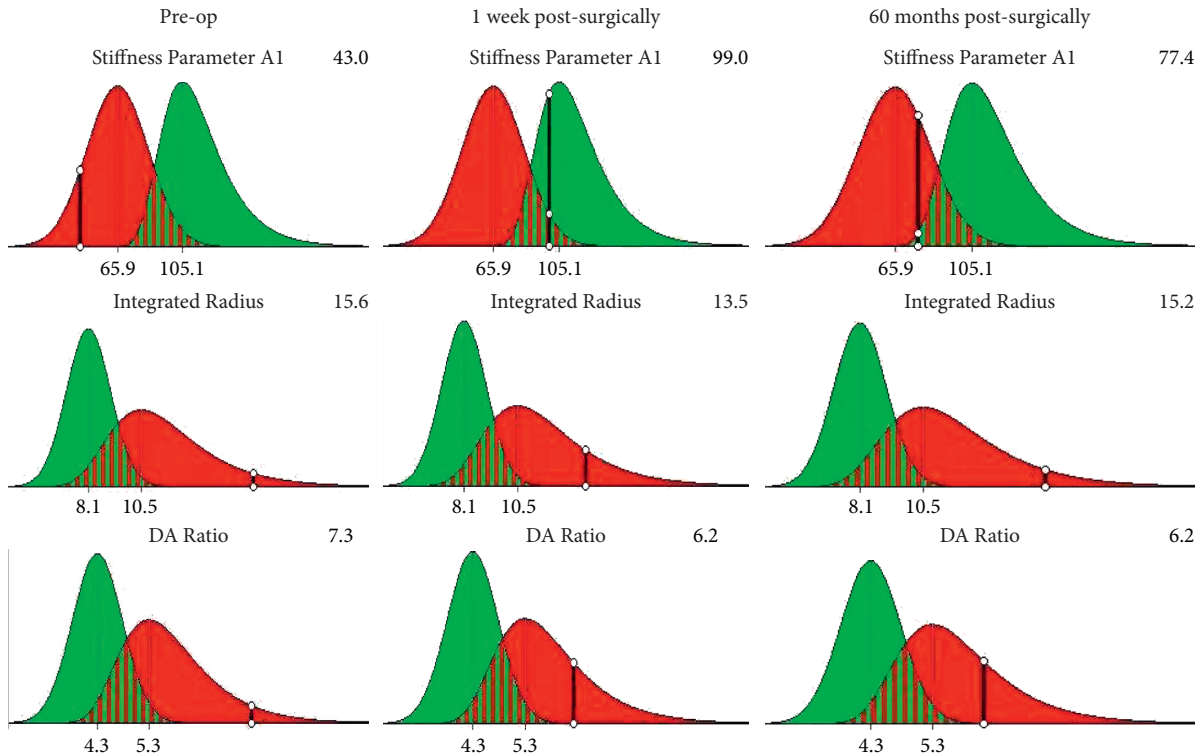 Pre-op 1 week post-surgically 60 months post-surgically
Stiffness Parameter A1 43.0 Stiffness Parameter A1 99.0 Stiffness Parameter A1 77.4
65.9 105.1 65.9 105.1 65.9 105.1
Integrated Radius 15.6 Integrated Radius 13.5 Integrated Radius 15.2
8.1 10.5 8.1 10.5 8.1 10.5
DA Ratio 7.3 DA Ratio 6.2 DA Ratio 6.2
4.3 5.3 4.3 5.3 4.3 5.3